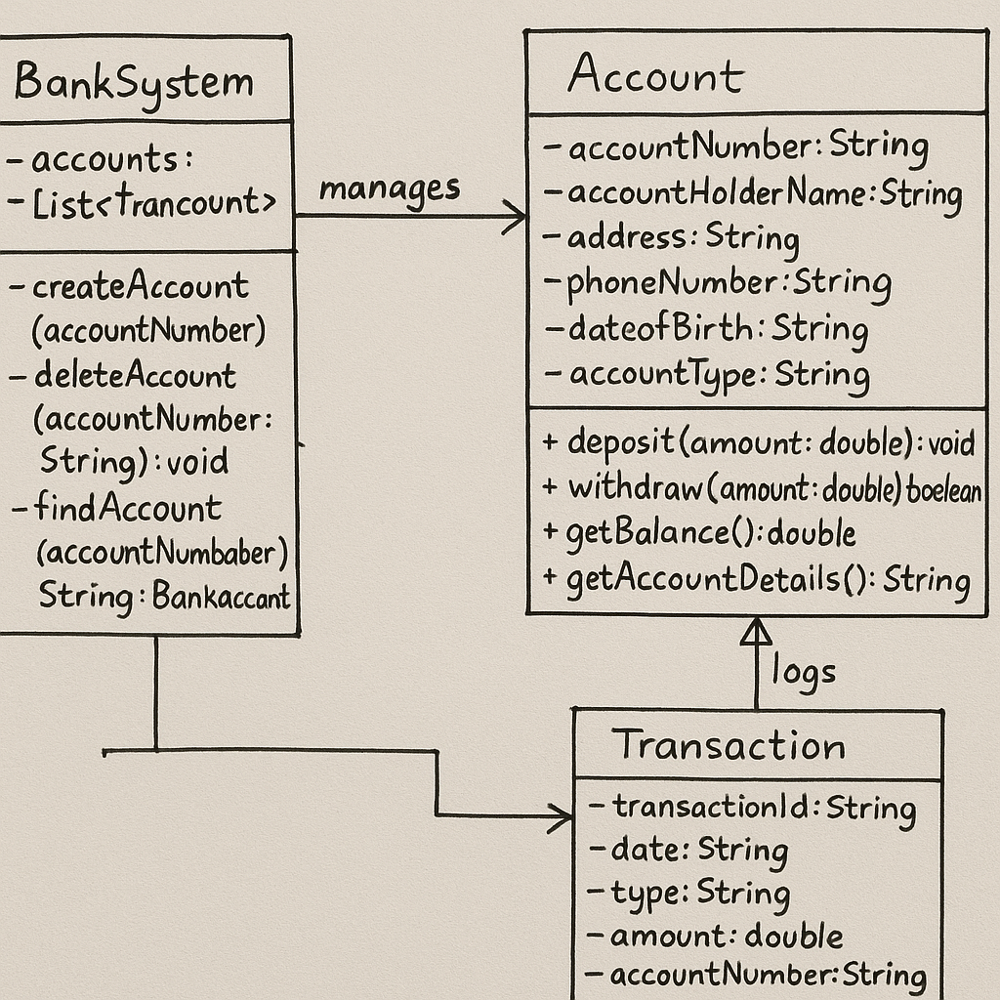 BankSystem
- accounts:
- List<Trancount>
- createAccount
(accountNumber)
- deleteAccount
(accountNumber:
String): void
- findAccount
(accountNumbaber)
String: Bankaccant
manages
Account
- accountNumber: String
- accountHolderName: String
- address: String
- phoneNumber: String
- dateofBirth: String
- accountType: String
+ deposit(amount: double): void
+ withdraw(amount: double) boelean
+ getBalance(): double
+ getAccountDetails(): String
logs
Transaction
- transactionId: String
- date: String
- type: String
- amount: double
- accountNumber: String